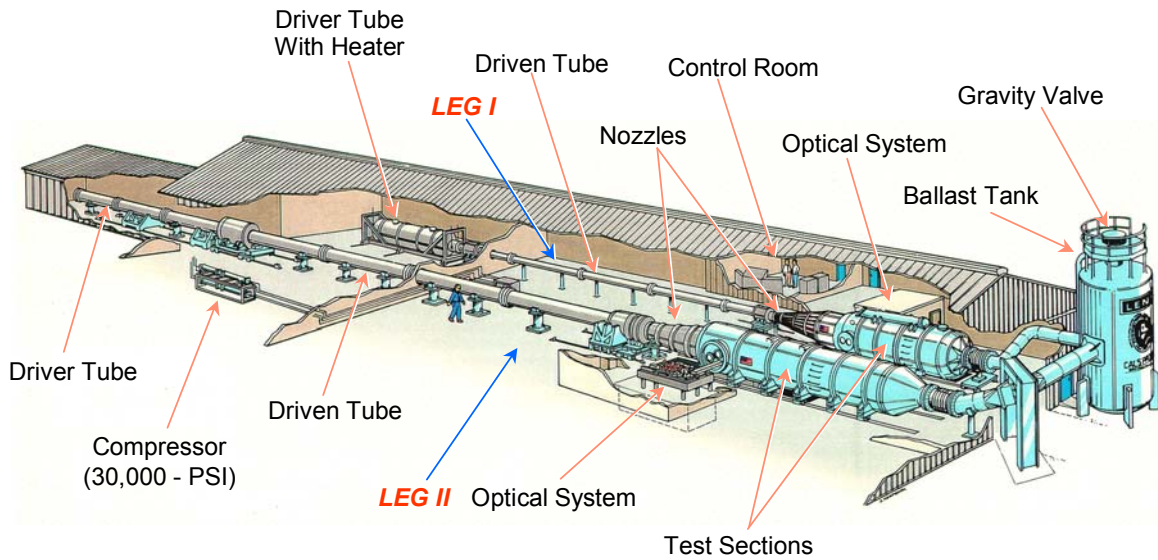 Driver Tube
With Heater
Driven Tube
Control Room
Gravity Valve
LEG I
Nozzles
Optical System
Ballast Tank
Driver Tube
Driven Tube
Compressor
(30,000 - PSI)
LEG II
Optical System
Test Sections